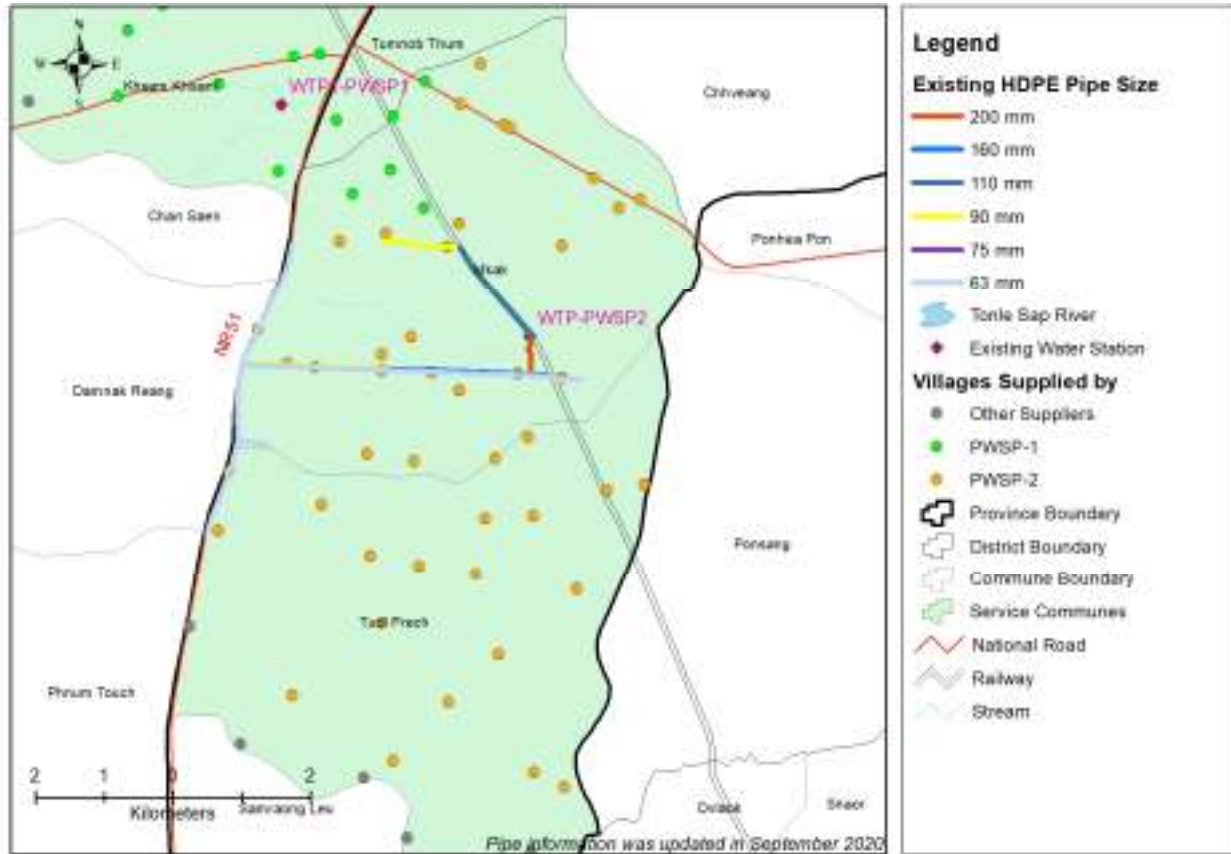 N
W E
S
Tumnob Thum
Chhveang
WTP1-PWSP1
Chan Saen
Ponhea Pon
WTP-PWSP2
NR51
Damnak Reang
Ponsang
Phnum Touch
2 1 0 2
Kilometers
Samraong Leu
Snaor
Pipe information was updated in September 2020
Legend
Existing HDPE Pipe Size
200 mm
160 mm
110 mm
90 mm
75 mm
63 mm
Tonle Sap River
Existing Water Station
Villages Supplied by
Other Suppliers
PWSP-1
PWSP-2
Province Boundary
District Boundary
Commune Boundary
Service Communes
National Road
Railway
Stream